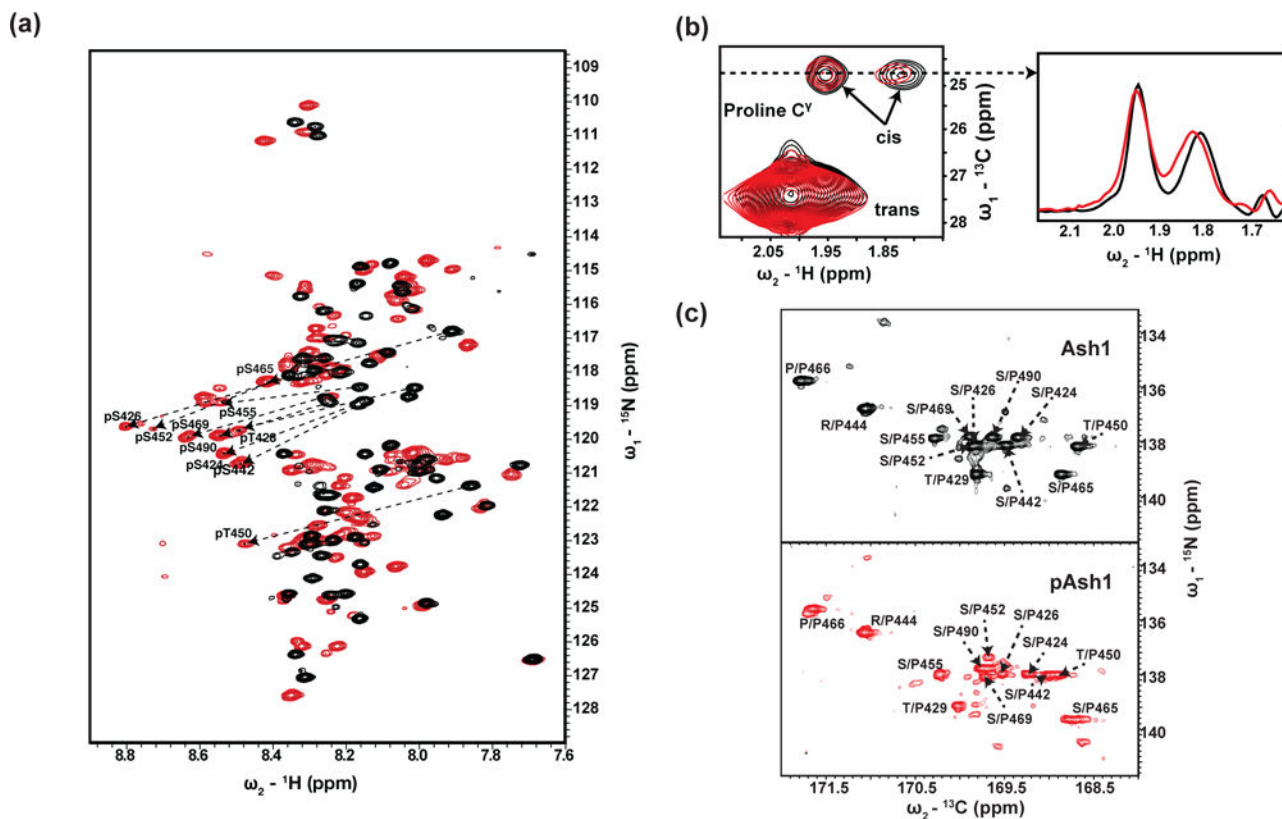 (a)
109
110
111
112
113
114
115
116
117
118
119
120
121
122
123
124
125
126
127
128
ω1 - 15N (ppm)
pS465
pS426
pS455
pS452
pS469
pT428
pS490
pS424
pS442
pT450
8.8
8.6
8.4
8.2
8.0
7.8
7.6
ω2 - 1H (ppm)
(b)
Proline Cγ
cis
trans
25
26
27
28
ω1 - 13C (ppm)
2.05
1.95
1.85
ω2 - 1H (ppm)
2.1
2.0
1.9
1.8
1.7
ω2 - 1H (ppm)
(c)
Ash1
P/P466
R/P444
S/P469
S/P426
S/P490
S/P424
S/P455
S/P452
T/P450
T/P429
S/P442
S/P465
134
136
138
140
pAsh1
P/P466
R/P444
S/P452
S/P426
S/P490
S/P424
S/P455
T/P450
S/P442
T/P429
S/P469
S/P465
134
136
138
140
ω1 - 15N (ppm)
171.5
170.5
169.5
168.5
ω2 - 13C (ppm)